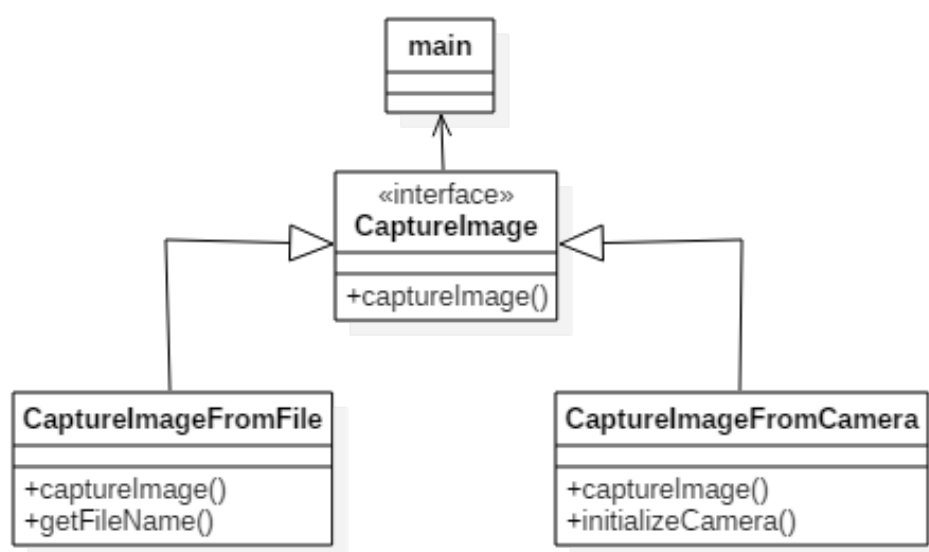 main
«interface»
CaptureImage
+captureImage()
CaptureImageFromFile
+captureImage()
+getFileName()
CaptureImageFromCamera
+captureImage()
+initializeCamera()